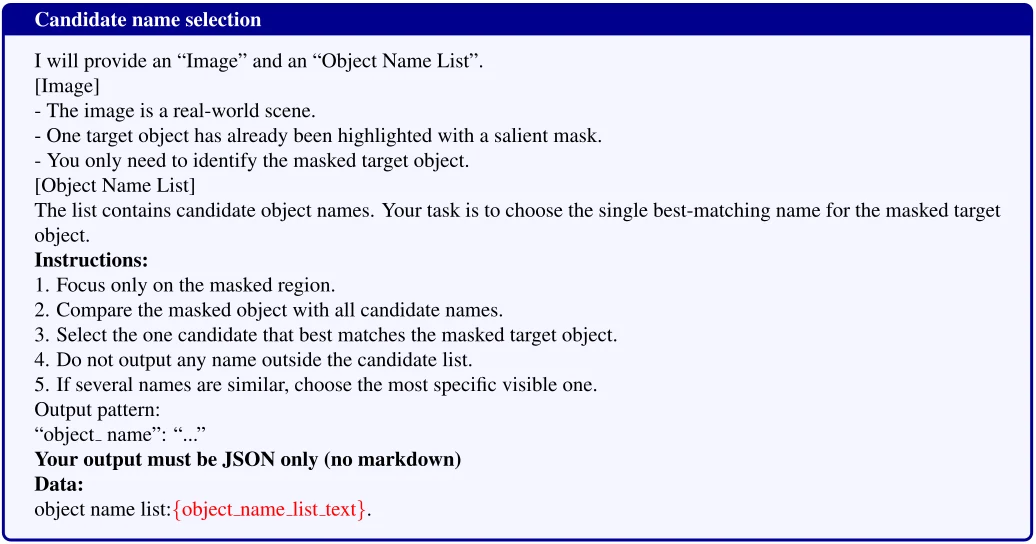 Candidate name selection
I will provide an “Image” and an “Object Name List”.
[Image]
- The image is a real-world scene.
- One target object has already been highlighted with a salient mask.
- You only need to identify the masked target object.
[Object Name List]
The list contains candidate object names. Your task is to choose the single best-matching name for the masked target
object.
Instructions:
1. Focus only on the masked region.
2. Compare the masked object with all candidate names.
3. Select the one candidate that best matches the masked target object.
4. Do not output any name outside the candidate list.
5. If several names are similar, choose the most specific visible one.
Output pattern:
“object_ name”: “...”
Your output must be JSON only (no markdown)
Data:
object name list:{object_name_list_text}.